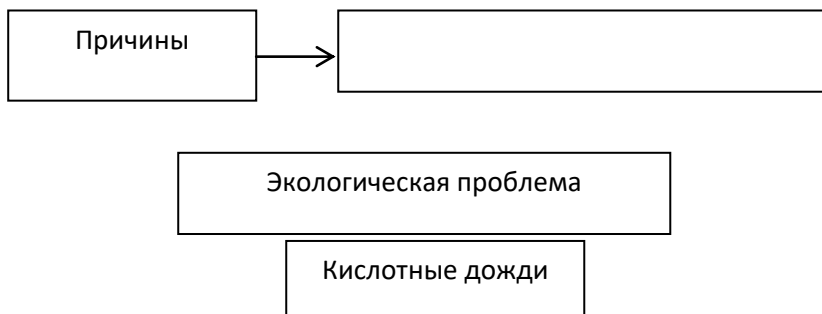 Причины
Экологическая проблема
Кислотные дожди